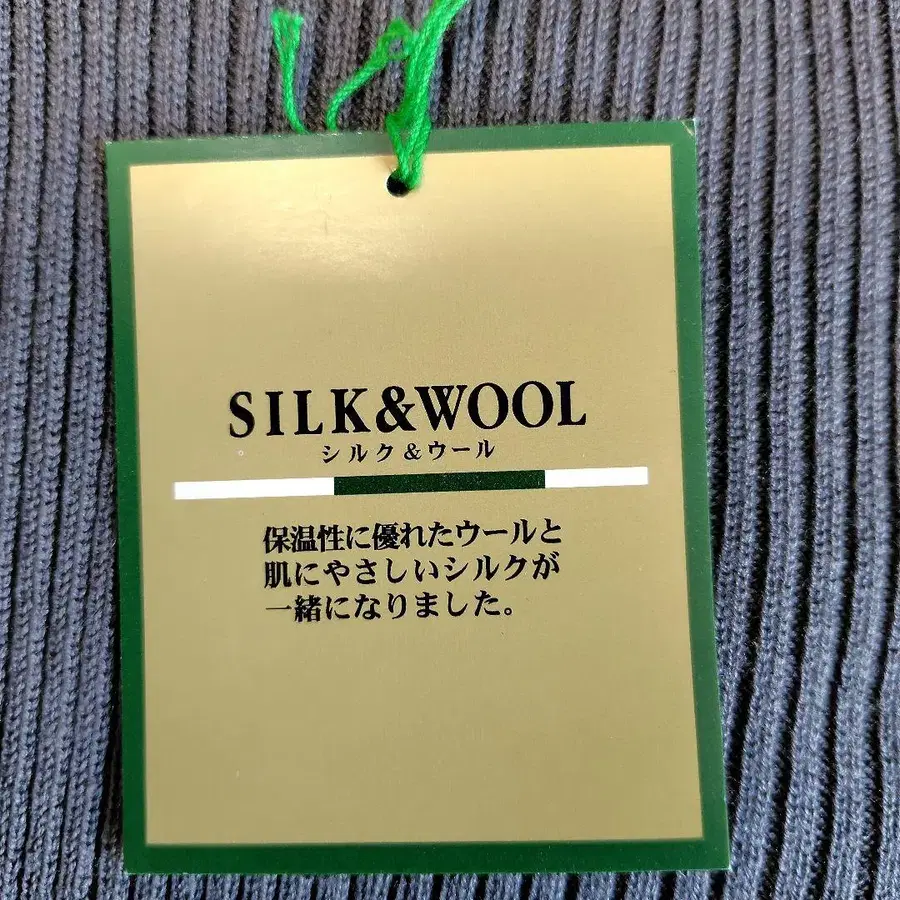 SILK&WOOL
シルク&ウール
保温性に優れたウールと
肌にやさしいシルクが
一緒になりました。